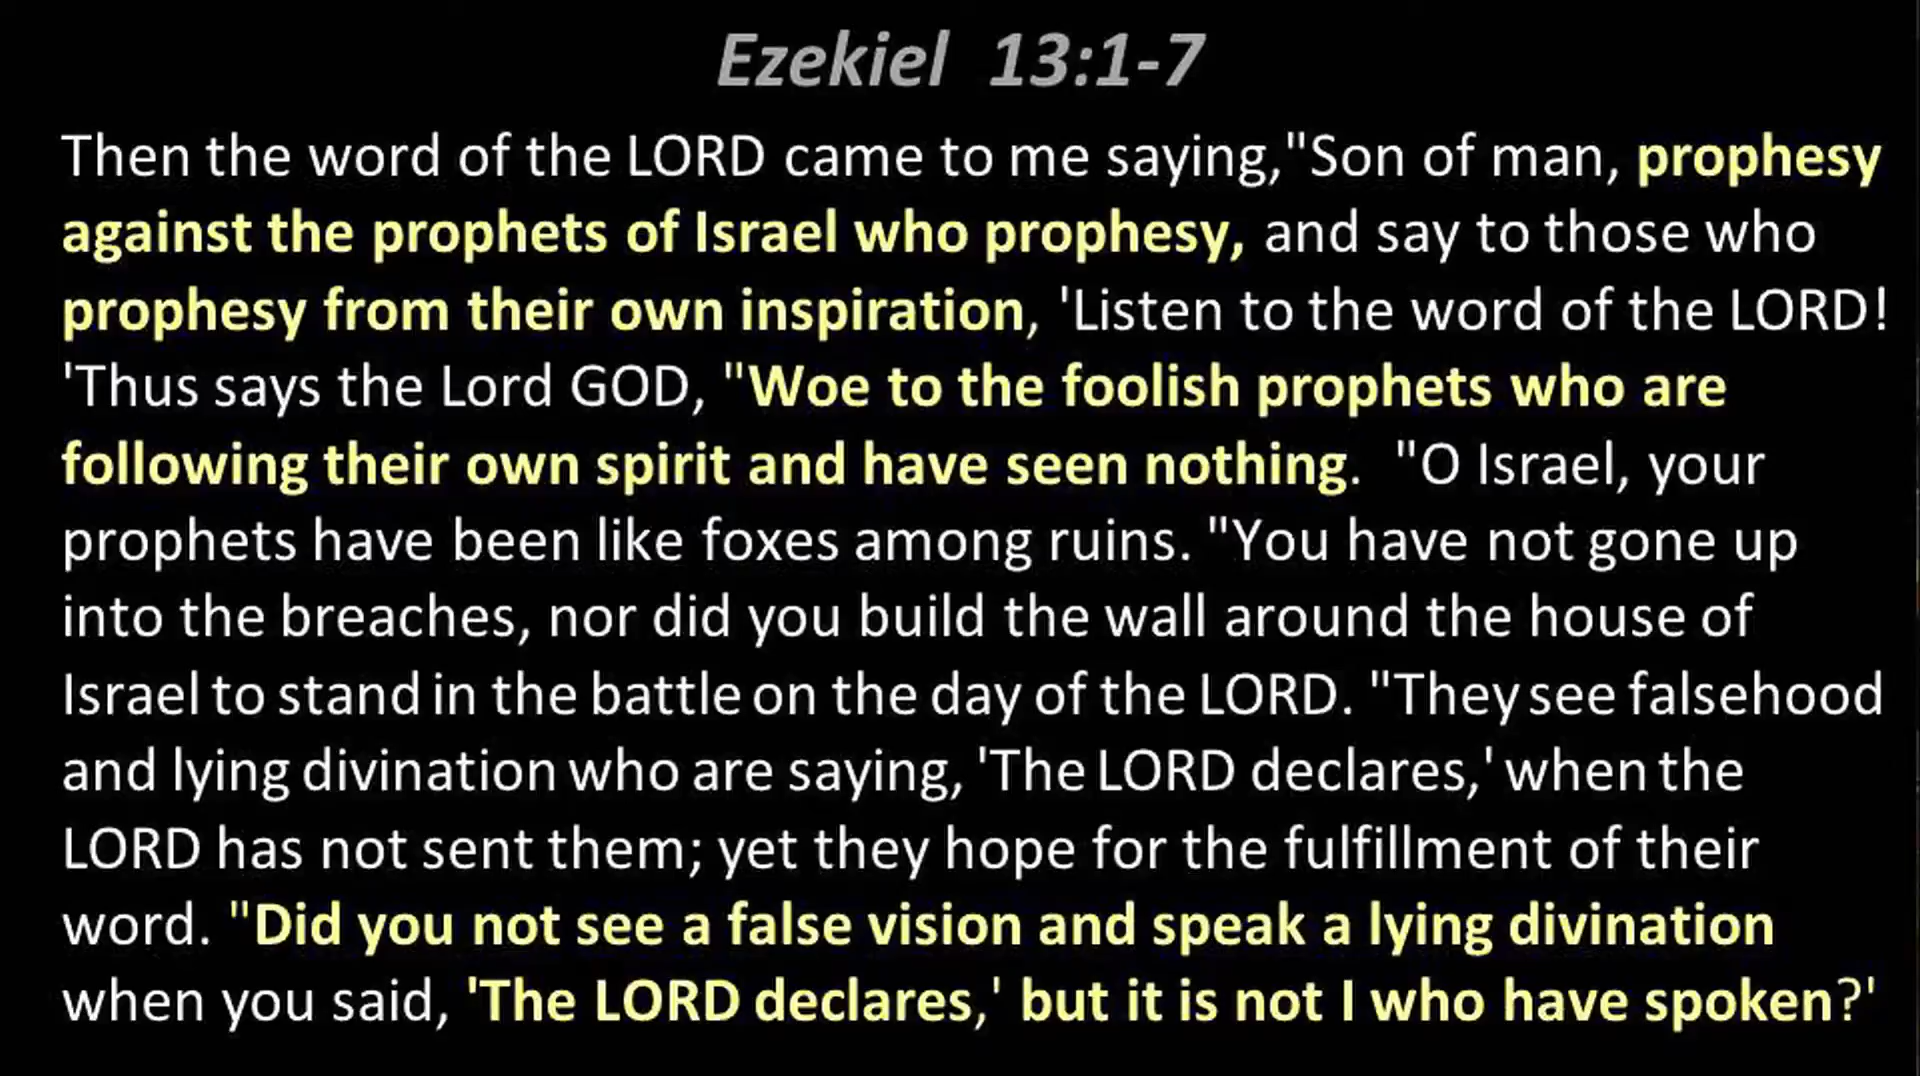 Ezekiel 13:1-7
Then the word of the LORD came to me saying,"Son of man, prophesy
against the prophets of Israel who prophesy, and say to those who
prophesy from their own inspiration, 'Listen to the word of the LORD!
'Thus says the Lord GOD, "Woe to the foolish prophets who are
following their own spirit and have seen nothing. "O Israel, your
prophets have been like foxes among ruins. "You have not gone up
into the breaches, nor did you build the wall around the house of
Israel to stand in the battle on the day of the LORD. "They see falsehood
and lying divination who are saying, 'The LORD declares,' when the
LORD has not sent them; yet they hope for the fulfillment of their
word. "Did you not see a false vision and speak a lying divination
when you said, 'The LORD declares,' but it is not I who have spoken?'